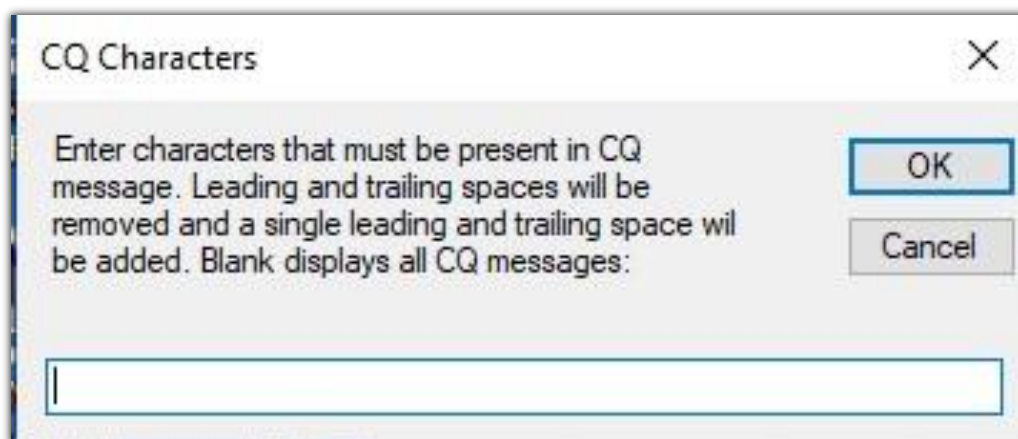 CQ Characters
Enter characters that must be present in CQ
message. Leading and trailing spaces will be
removed and a single leading and trailing space wil
be added. Blank displays all CQ messages:
OK
Cancel